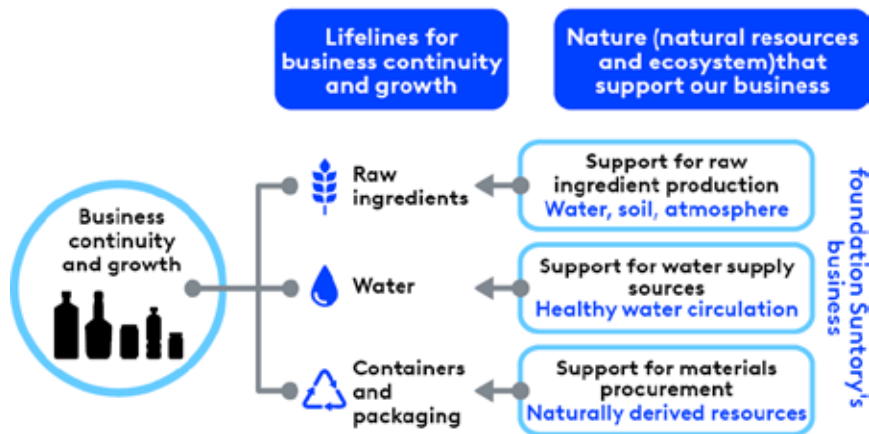 Lifelines for
business continuity
and growth
Nature (natural resources
and ecosystem)that
support our business
Business
continuity
and growth
Raw
ingredients
Support for raw
ingredient production
Water, soil, atmosphere
Water
Support for water supply
sources
Healthy water circulation
Containers
and
packaging
Support for materials
procurement
Naturally derived resources
foundation Suntory's
business